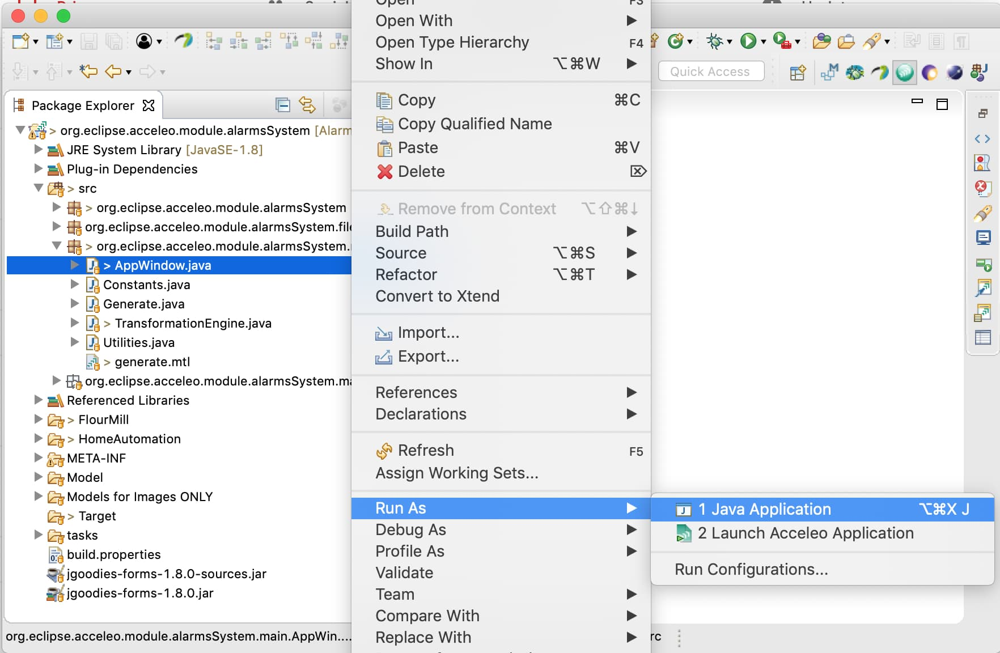 Open F3
Open With
Open Type Hierarchy F4
Show In ⌥⌘W
Quick Access
Package Explorer
Copy ⌘C
Copy Qualified Name
Paste ⌘V
Delete ⌦
Remove from Context ⌥⇧⌘↓
Build Path
Source ⌥⌘S
Refactor ⌥⌘T
Convert to Xtend
Import...
Export...
References
Declarations
Refresh F5
Assign Working Sets...
Run As
Debug As
Profile As
Validate
Team
Compare With
Replace With
1 Java Application ⌥⌘X J
2 Launch Acceleo Application
Run Configurations...
> org.eclipse.acceleo.module.alarmsSystem [Alarm
JRE System Library [JavaSE-1.8]
Plug-in Dependencies
> src
> org.eclipse.acceleo.module.alarmsSystem
org.eclipse.acceleo.module.alarmsSystem.file
> org.eclipse.acceleo.module.alarmsSystem.
> AppWindow.java
Constants.java
Generate.java
> TransformationEngine.java
Utilities.java
> generate.mtl
org.eclipse.acceleo.module.alarmsSystem.ma
Referenced Libraries
> FlourMill
> HomeAutomation
META-INF
Model
Models for Images ONLY
> Target
tasks
build.properties
jgoodies-forms-1.8.0-sources.jar
jgoodies-forms-1.8.0.jar
org.eclipse.acceleo.module.alarmsSystem.main.AppWin.... rc